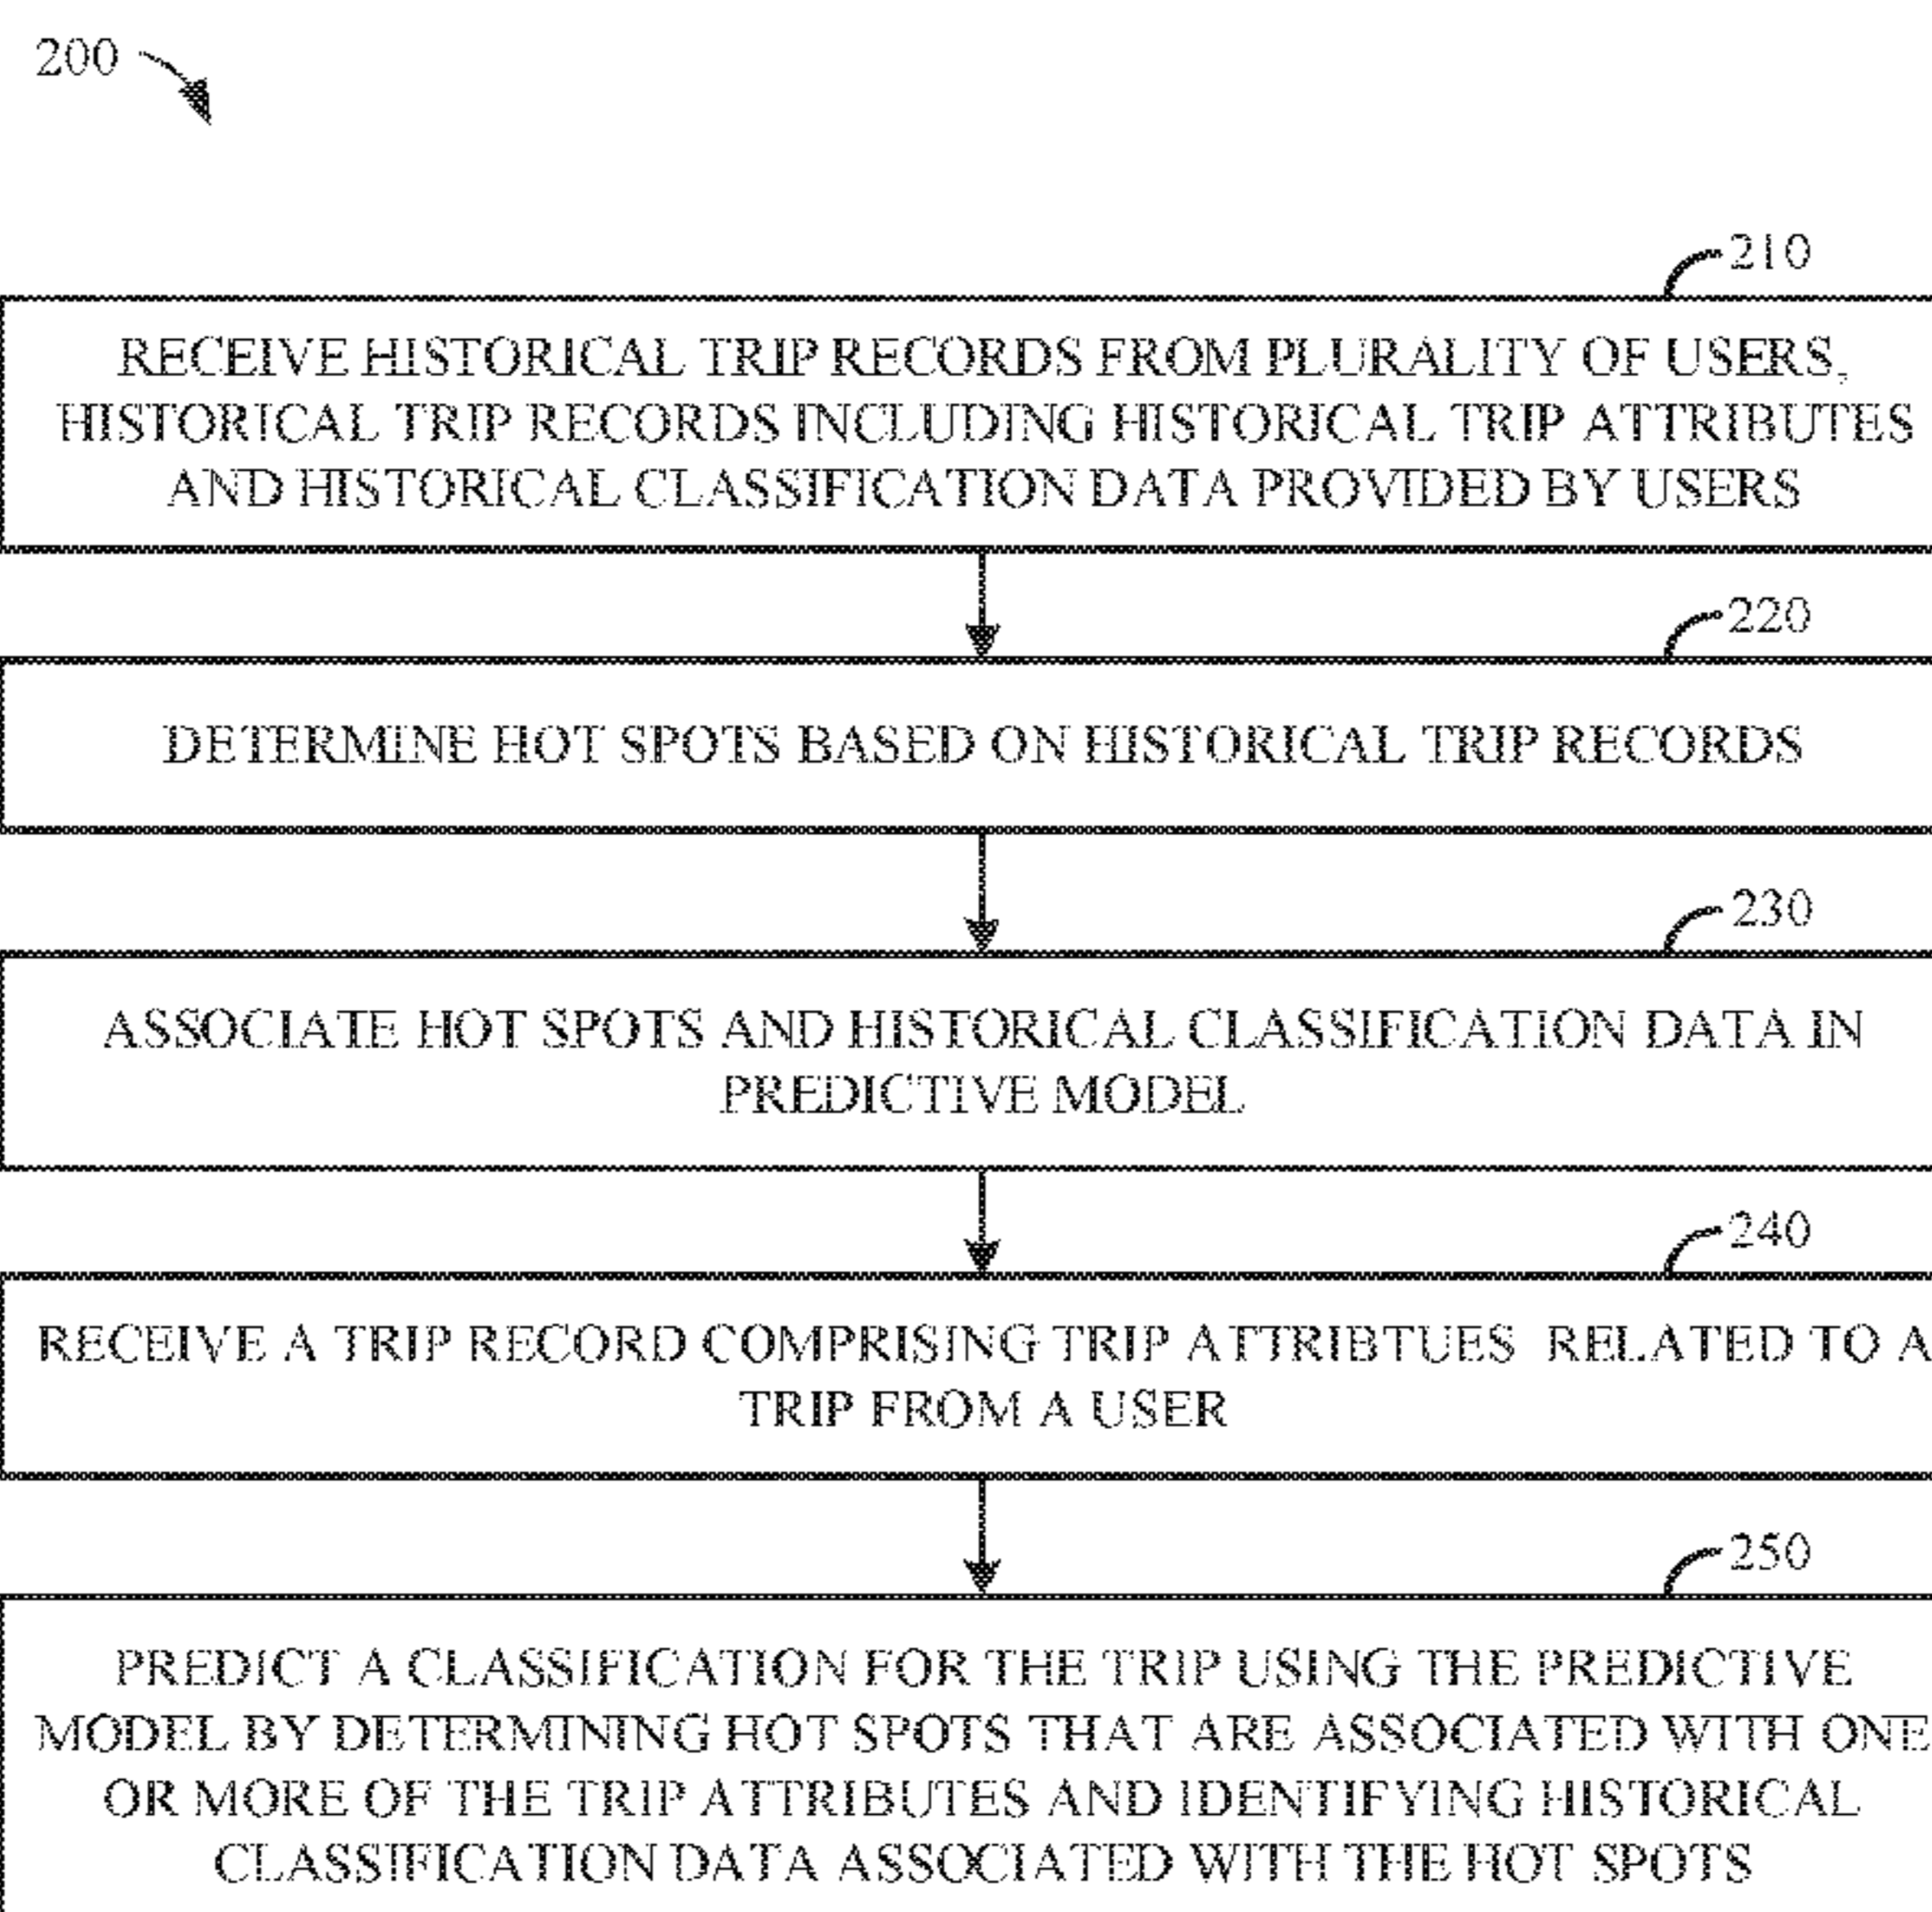 200
210
RECEIVE HISTORICAL TRIP RECORDS FROM PLURALITY OF USERS,
HISTORICAL TRIP RECORDS INCLUDING HISTORICAL TRIP ATTRIBUTES
AND HISTORICAL CLASSIFICATION DATA PROVIDED BY USERS
220
DETERMINE HOT SPOTS BASED ON HISTORICAL TRIP RECORDS
230
ASSOCIATE HOT SPOTS AND HISTORICAL CLASSIFICATION DATA IN
PREDICTIVE MODEL
240
RECEIVE A TRIP RECORD COMPRISING TRIP ATTRIBTUES RELATED TO A
TRIP FROM A USER
250
PREDICT A CLASSIFICATION FOR THE TRIP USING THE PREDICTIVE
MODEL BY DETERMINING HOT SPOTS THAT ARE ASSOCIATED WITH ONE
OR MORE OF THE TRIP ATTRIBUTES AND IDENTIFYING HISTORICAL
CLASSIFICATION DATA ASSOCIATED WITH THE HOT SPOTS